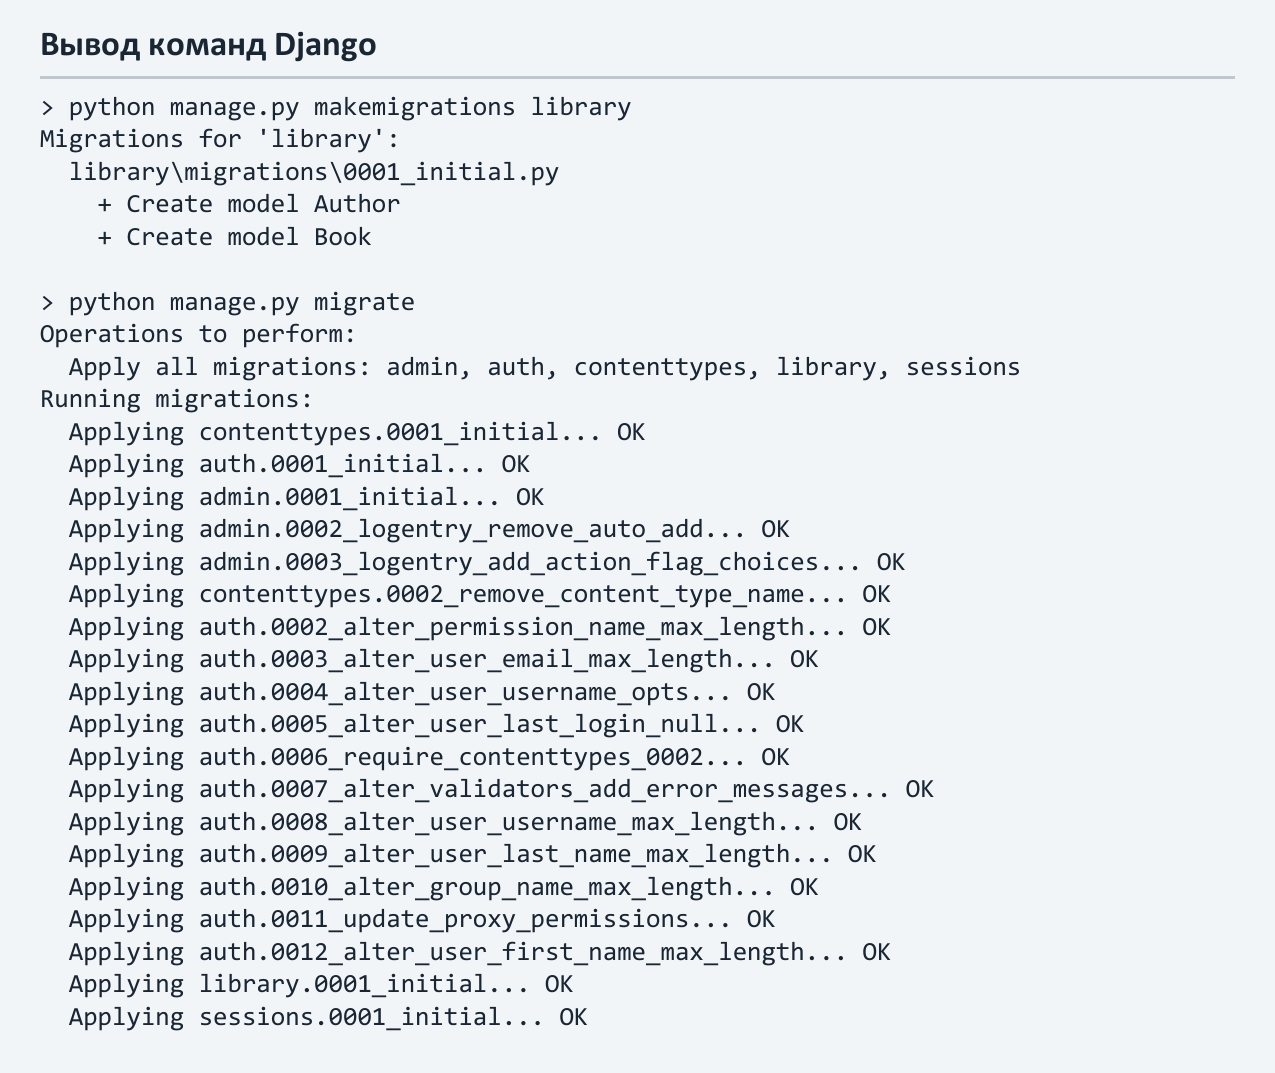 Вывод команд Django
> python manage.py makemigrations library
Migrations for 'library':
  library\migrations\0001_initial.py
    + Create model Author
    + Create model Book

> python manage.py migrate
Operations to perform:
  Apply all migrations: admin, auth, contenttypes, library, sessions
Running migrations:
  Applying contenttypes.0001_initial... OK
  Applying auth.0001_initial... OK
  Applying admin.0001_initial... OK
  Applying admin.0002_logentry_remove_auto_add... OK
  Applying admin.0003_logentry_add_action_flag_choices... OK
  Applying contenttypes.0002_remove_content_type_name... OK
  Applying auth.0002_alter_permission_name_max_length... OK
  Applying auth.0003_alter_user_email_max_length... OK
  Applying auth.0004_alter_user_username_opts... OK
  Applying auth.0005_alter_user_last_login_null... OK
  Applying auth.0006_require_contenttypes_0002... OK
  Applying auth.0007_alter_validators_add_error_messages... OK
  Applying auth.0008_alter_user_username_max_length... OK
  Applying auth.0009_alter_user_last_name_max_length... OK
  Applying auth.0010_alter_group_name_max_length... OK
  Applying auth.0011_update_proxy_permissions... OK
  Applying auth.0012_alter_user_first_name_max_length... OK
  Applying library.0001_initial... OK
  Applying sessions.0001_initial... OK